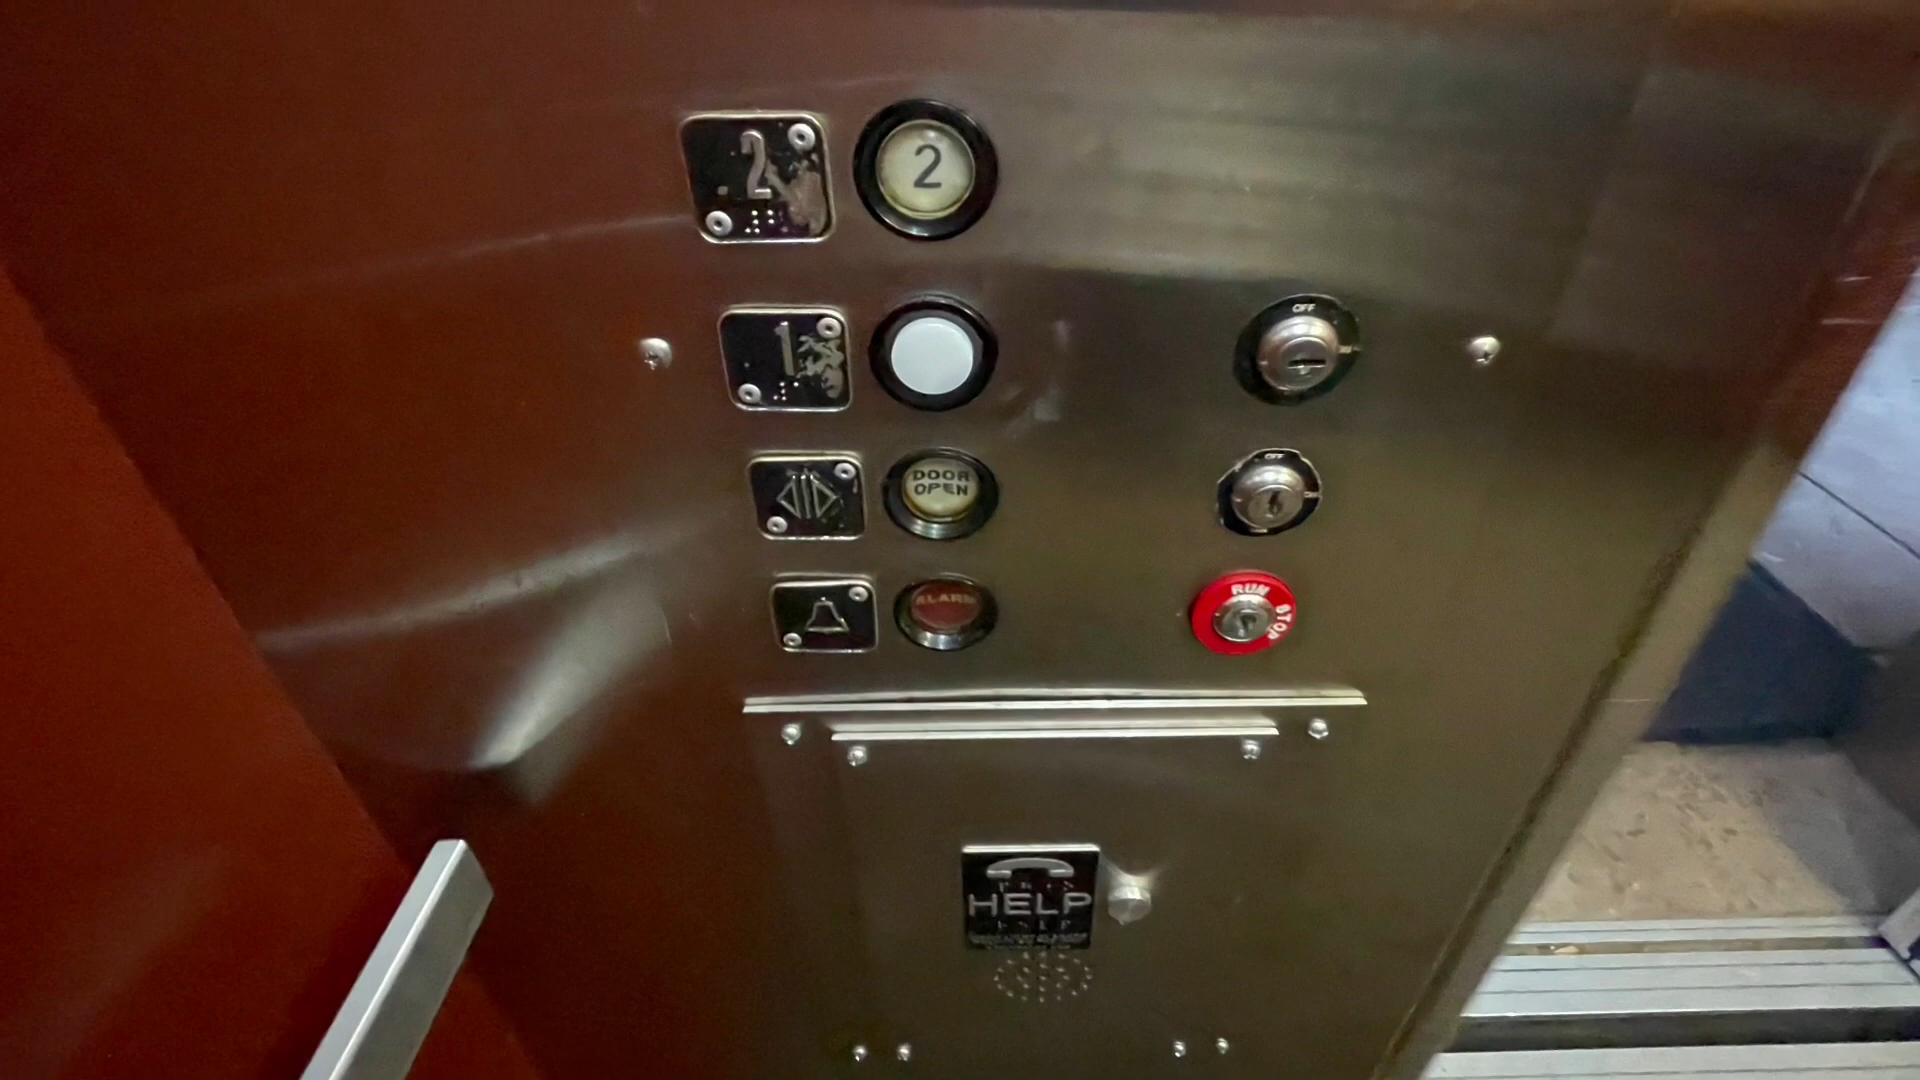 2 2
1
OFF
DOOR
OPEN
OFF
ALARM
RUN STOP
HELP